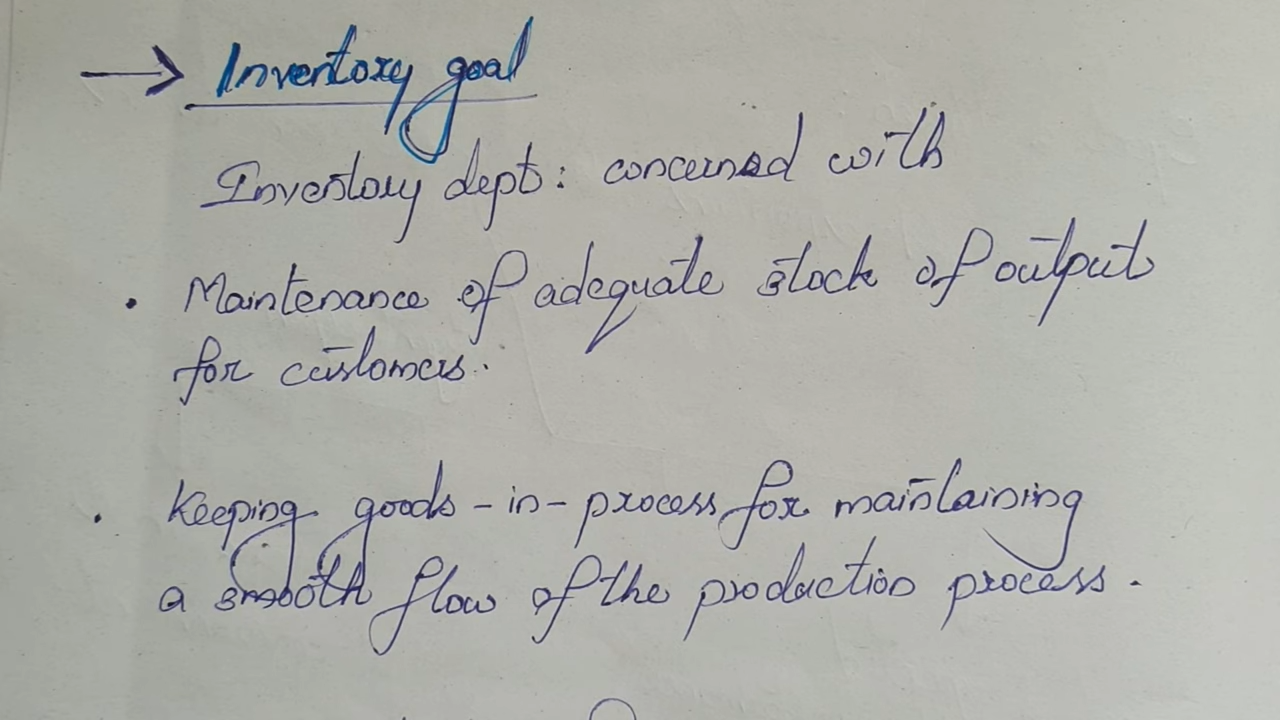 → Inventory goal
Inventory dept: concerned with
• Maintenance of adequate stock of output
for customers.
• Keeping goods-in-process for maintaining
a smooth flow of the production process.